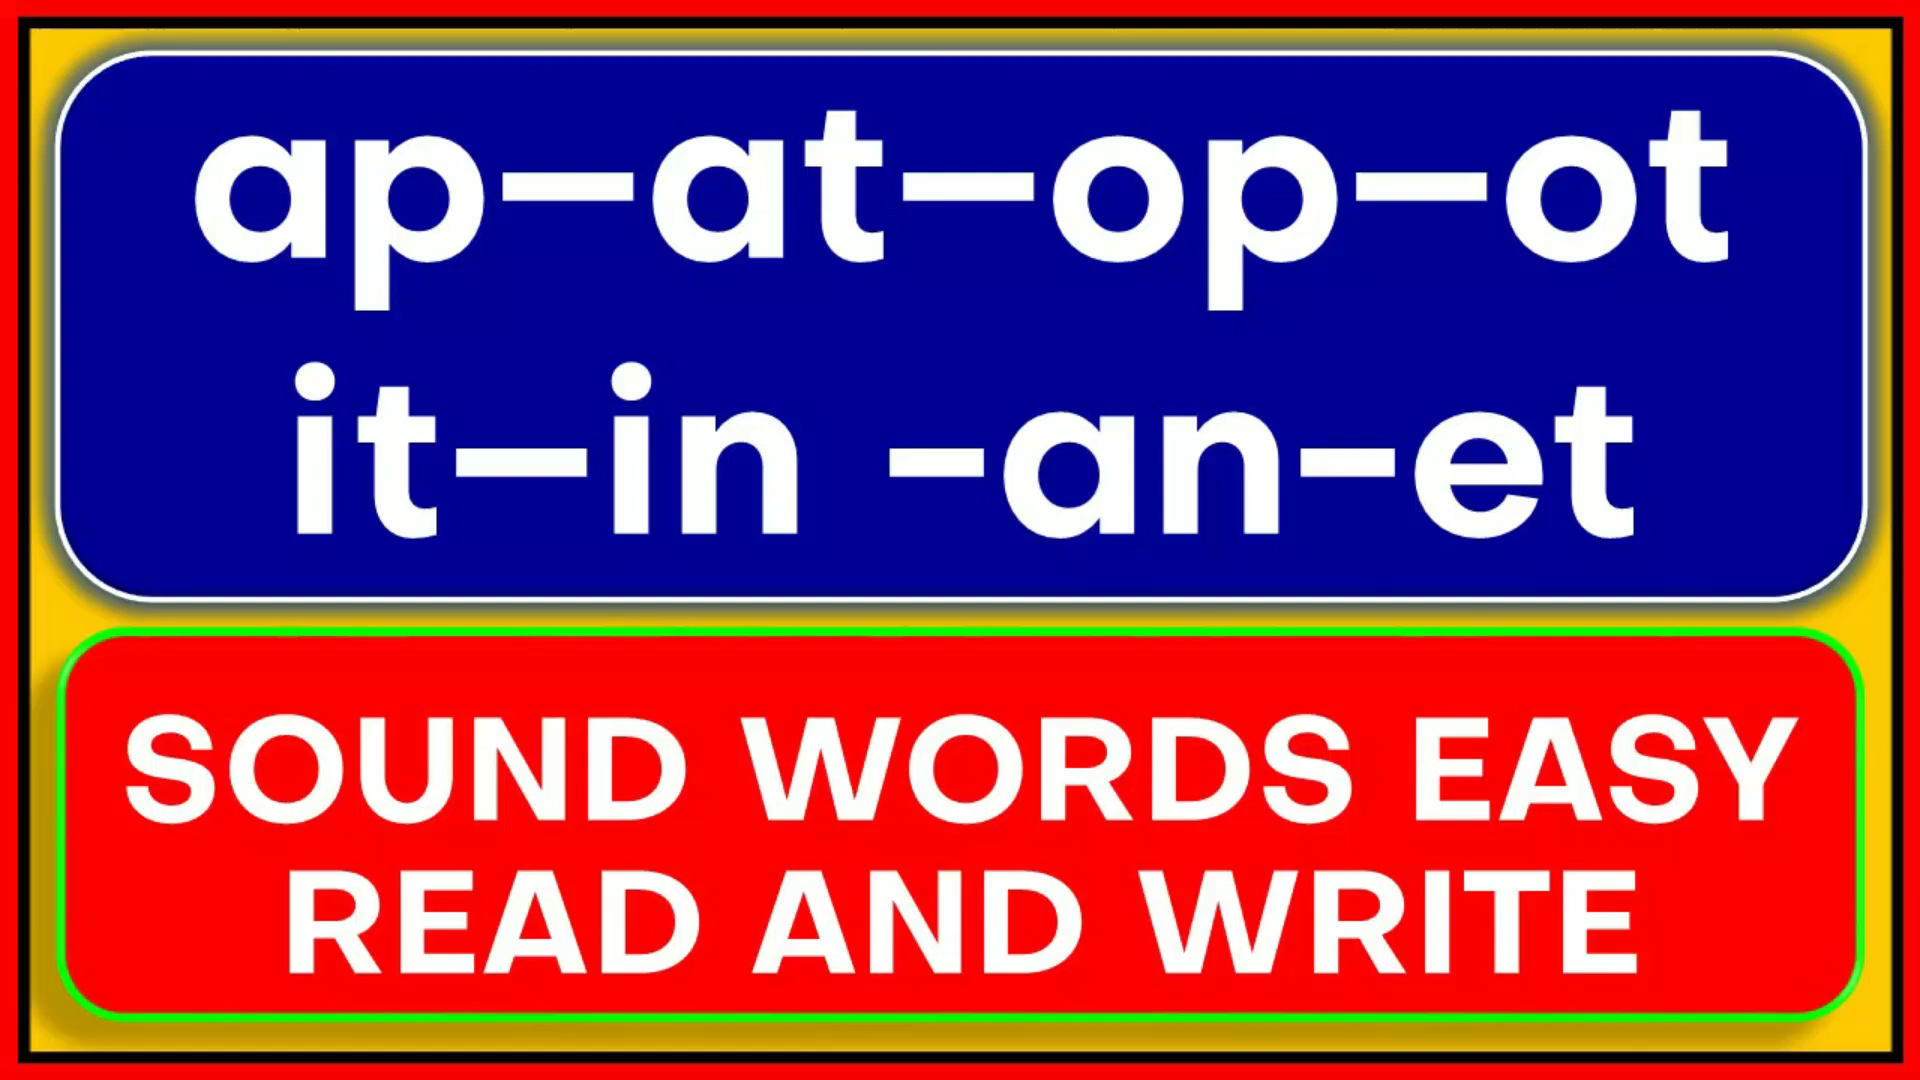 ap–at–op–ot
it–in -an-et
SOUND WORDS EASY
READ AND WRITE